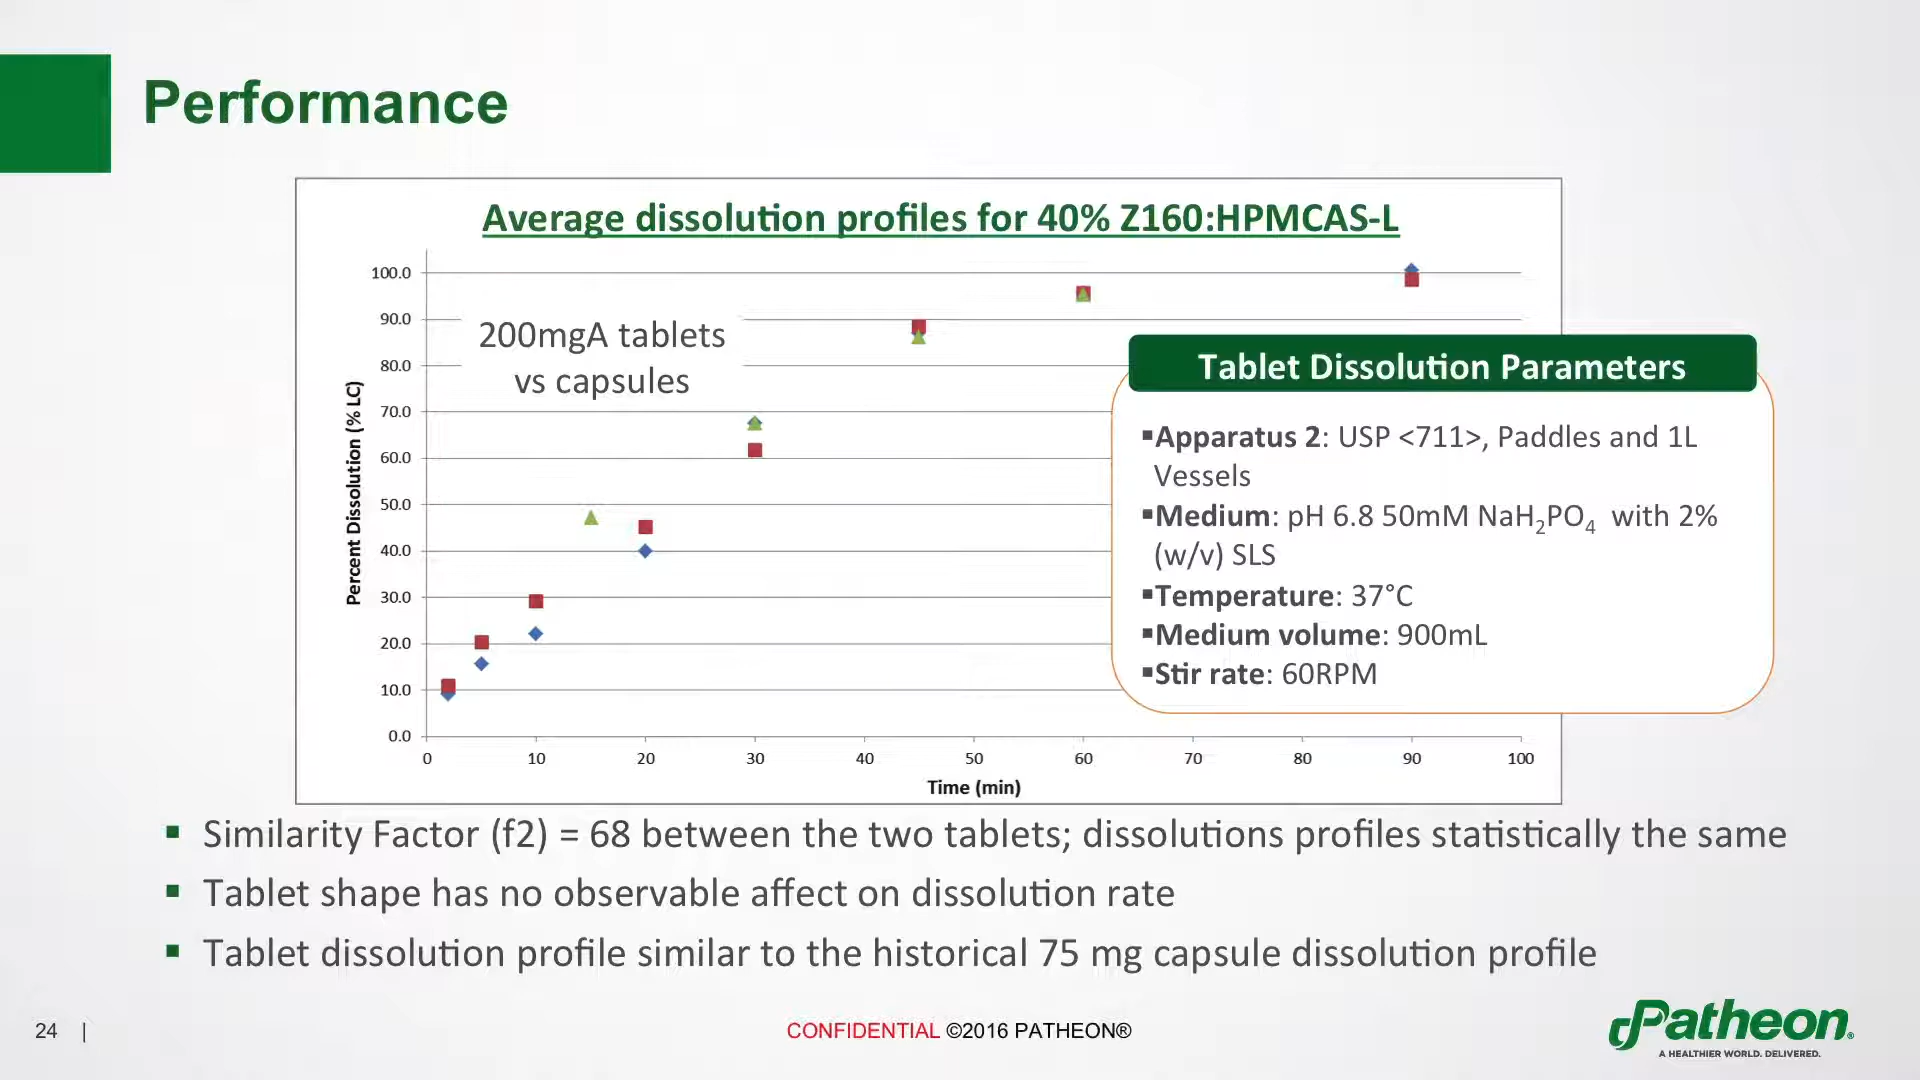 Performance
Average dissolution profiles for 40% Z160:HPMCAS-L
200mgA tablets
vs capsules
Percent Dissolution (% LC)
100.0
90.0
80.0
70.0
60.0
50.0
40.0
30.0
20.0
10.0
0.0
0 10 20 30 40 50 60 70 80 90 100
Time (min)
Tablet Dissolution Parameters
▪Apparatus 2: USP <711>, Paddles and 1L
Vessels
▪Medium: pH 6.8 50mM NaH₂PO₄ with 2%
(w/v) SLS
▪Temperature: 37°C
▪Medium volume: 900mL
▪Stir rate: 60RPM
▪ Similarity Factor (f2) = 68 between the two tablets; dissolutions profiles statistically the same
▪ Tablet shape has no observable affect on dissolution rate
▪ Tablet dissolution profile similar to the historical 75 mg capsule dissolution profile
24 |
CONFIDENTIAL ©2016 PATHEON®
Patheon®
A HEALTHIER WORLD. DELIVERED.